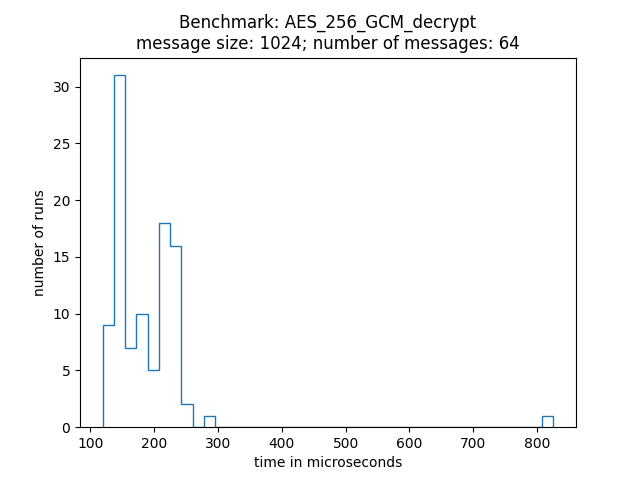 Benchmark: AES_256_GCM_decrypt
message size: 1024; number of messages: 64
30
25
20
15
10
5
0
number of runs
100 200 300 400 500 600 700 800
time in microseconds